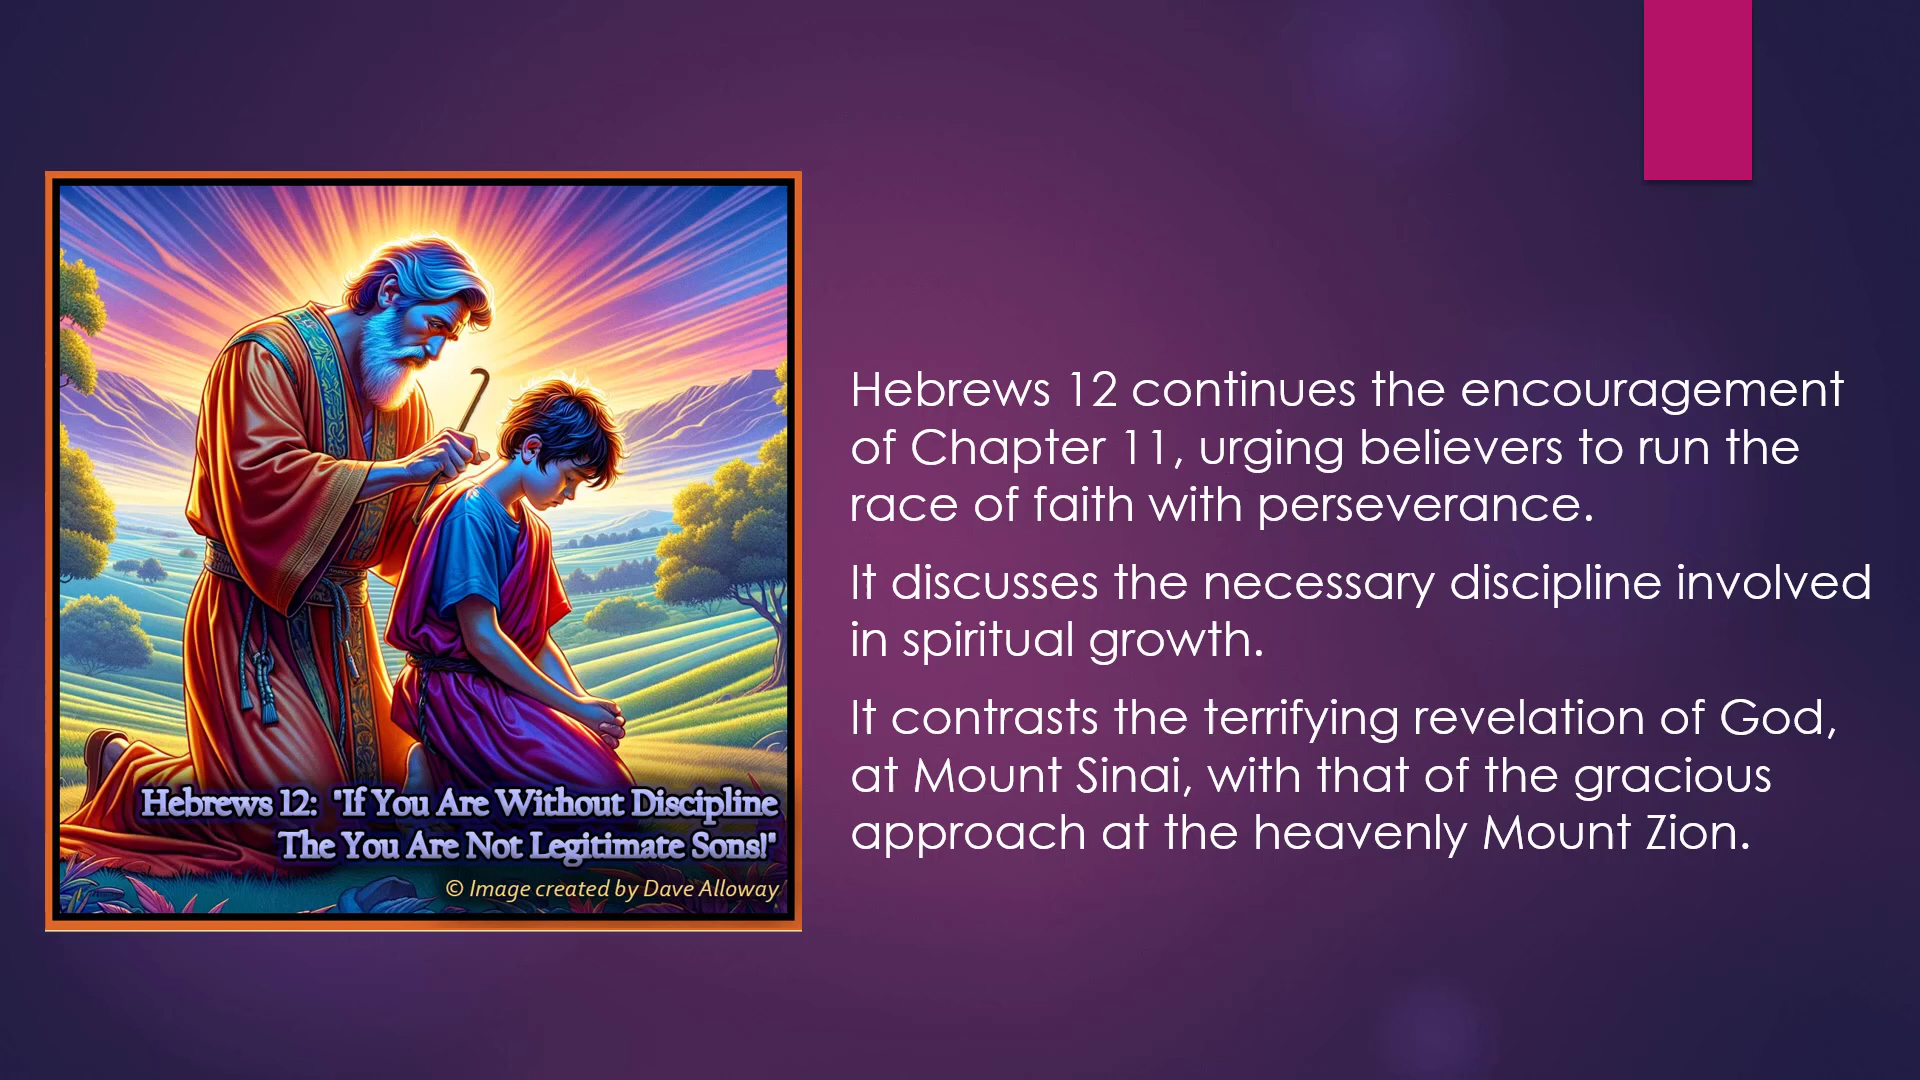 Hebrews 12:  "If You Are Without Discipline
The You Are Not Legitimate Sons!"
© Image created by Dave Alloway
Hebrews 12 continues the encouragement
of Chapter 11, urging believers to run the
race of faith with perseverance.
It discusses the necessary discipline involved
in spiritual growth.
It contrasts the terrifying revelation of God,
at Mount Sinai, with that of the gracious
approach at the heavenly Mount Zion.